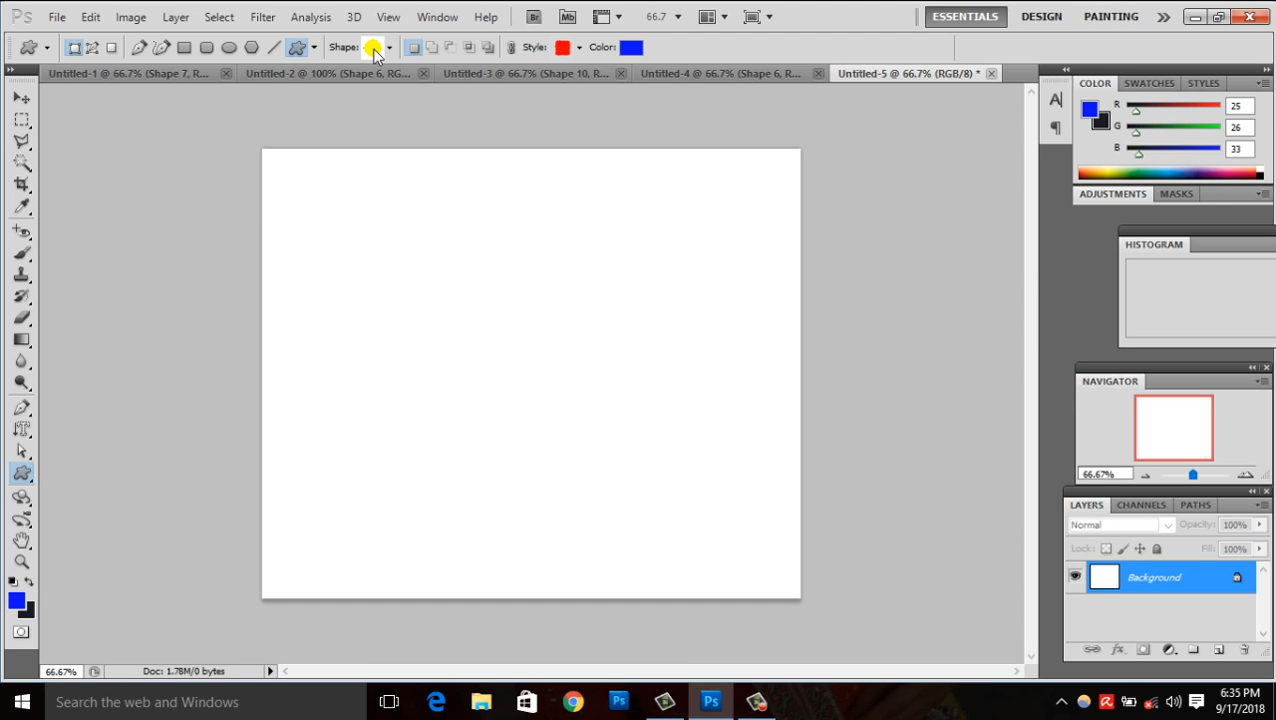 Ps File Edit Image Layer Select Filter Analysis 3D View Window Help Br Mb 66.7 ESSENTIALS DESIGN PAINTING
Shape: Style: Color:
Untitled-1 @ 66.7% (Shape 7, R... Untitled-2 @ 100% (Shape 6, RG... Untitled-3 @ 66.7% (Shape 10, R... Untitled-4 @ 66.7% (Shape 6, R... Untitled-5 @ 66.7% (RGB/8) *
COLOR SWATCHES STYLES
R 25
G 26
B 33
ADJUSTMENTS MASKS
HISTOGRAM
NAVIGATOR
66.67%
LAYERS CHANNELS PATHS
Normal Opacity: 100%
Lock: Fill: 100%
Background
66.67% Doc: 1.78M/0 bytes
Search the web and Windows Ps Ps
6:35 PM
9/17/2018